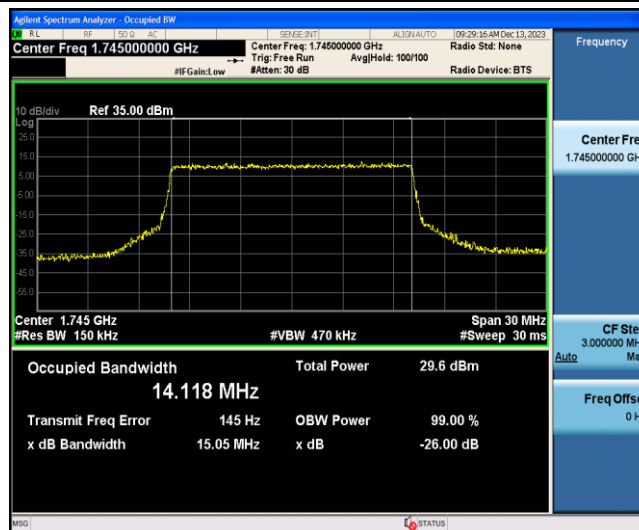 Agilent Spectrum Analyzer - Occupied BW
RL RF 50 Ω AC SENSE:INT ALIGN AUTO 09:29:16 AM Dec 13, 2023
Center Freq 1.745000000 GHz Center Freq: 1.745000000 GHz Radio Std: None
Trig: Free Run Avg|Hold: 100/100
#IFGain:Low #Atten: 30 dB Radio Device: BTS
10 dB/div Ref 35.00 dBm
Log
25.0
15.0
5.00
-5.00
-15.0
-25.0
-35.0
-45.0
-55.0
Center 1.745 GHz Span 30 MHz
#Res BW 150 kHz #VBW 470 kHz #Sweep 30 ms
Occupied Bandwidth Total Power 29.6 dBm
14.118 MHz
Transmit Freq Error 145 Hz OBW Power 99.00 %
x dB Bandwidth 15.05 MHz x dB -26.00 dB
MSG STATUS
Frequency
Center Fre
1.745000000 GH
CF Ste
3.000000 MH
Auto Ma
Freq Offse
0 H